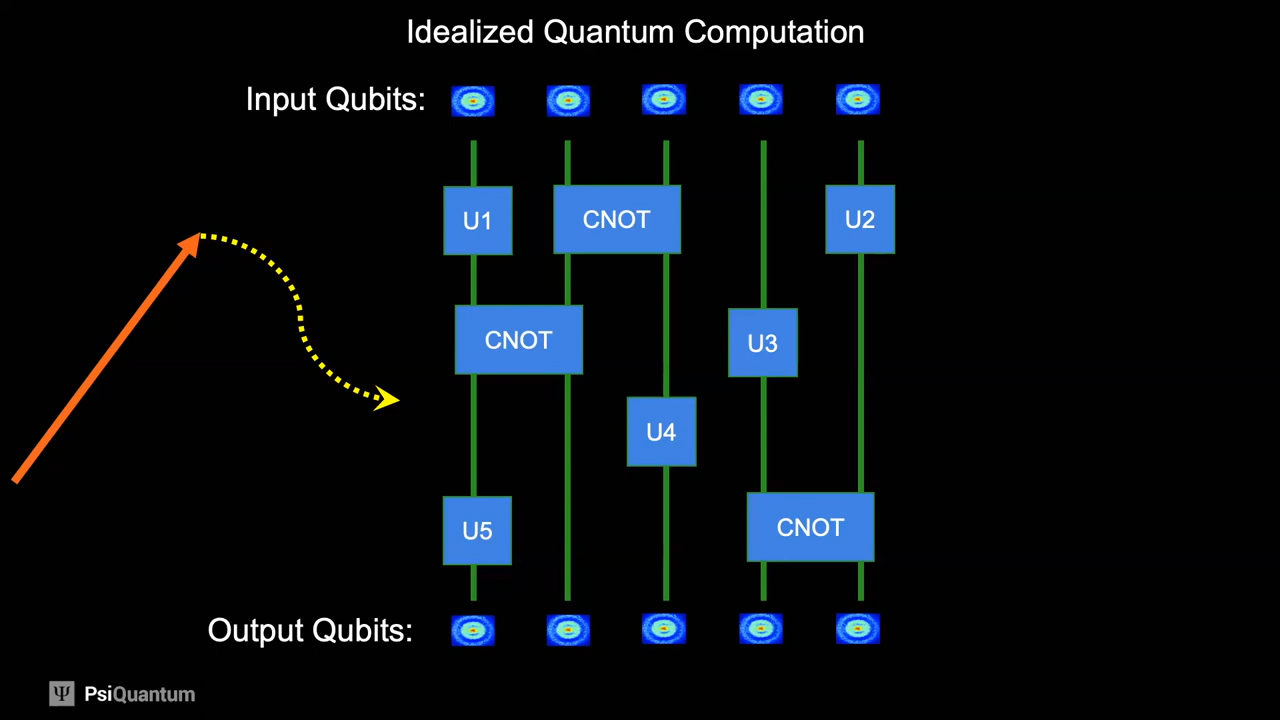 Idealized Quantum Computation
Input Qubits:
U1
CNOT
U2
CNOT
U3
U4
U5
CNOT
Output Qubits:
Ψ PsiQuantum